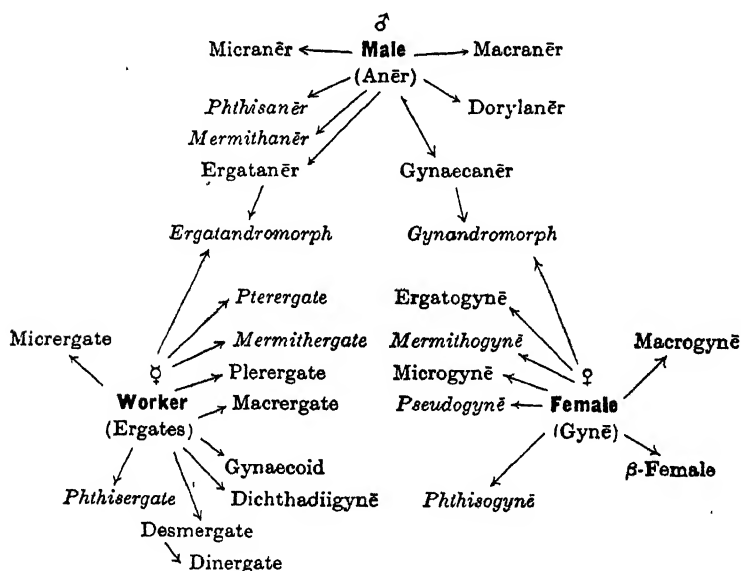 ♂
Micranēr Male Macranēr
(Anēr)
Phthisanēr Dorylanēr
Mermithanēr
Ergatanēr Gynaecanēr
Ergatandromorph Gynandromorph
Pterergate Ergatogynē
Micrergate Mermithergate Mermithogynē Macrogynē
☿ Plerergate Microgynē ♀
Worker Macrergate Pseudogynē Female
(Ergates) (Gynē)
Gynaecoid β-Female
Phthisergate Dichthadiigynē Phthisogynē
Desmergate
Dinergate